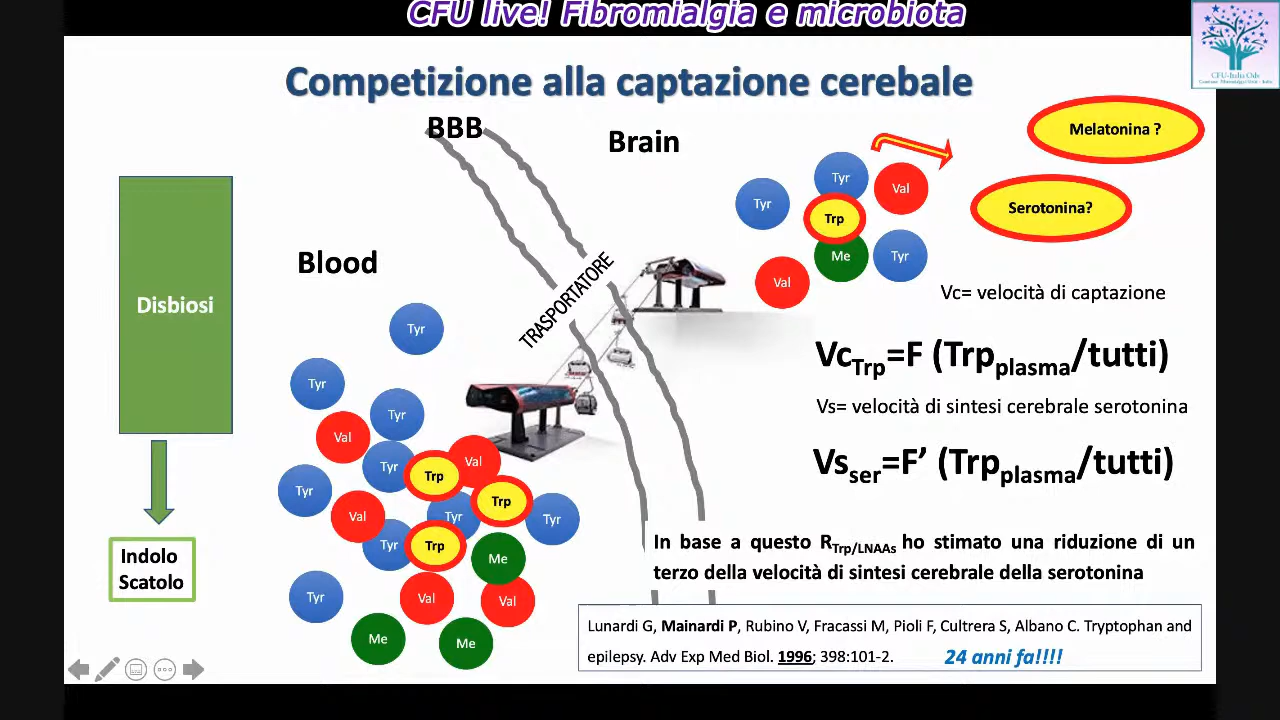 CFU live! Fibromialgia e microbiota
CFU-Italia Odv
Competizione alla captazione cerebale
BBB
Brain
Melatonina ?
Tyr
Val
Tyr
Trp
Serotonina?
Me
Tyr
Val
Blood
TRASPORTATORE
Disbiosi
Vc= velocità di captazione
Tyr
VcTrp=F (Trpplasma/tutti)
Tyr
Tyr
Vs= velocità di sintesi cerebrale serotonina
Val
Tyr
Val
Trp
Vsser=F’ (Trpplasma/tutti)
Tyr
Trp
Val
Tyr
Tyr
Tyr
Trp
Me
In base a questo RTrp/LNAAs ho stimato una riduzione di un
terzo della velocità di sintesi cerebrale della serotonina
Indolo
Scatolo
Tyr
Val
Val
Me
Me
Lunardi G, Mainardi P, Rubino V, Fracassi M, Pioli F, Cultrera S, Albano C. Tryptophan and
epilepsy. Adv Exp Med Biol. 1996; 398:101-2.
24 anni fa!!!!